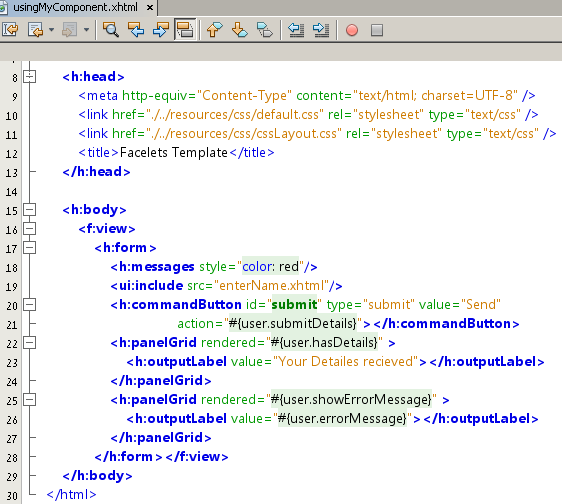 usingMyComponent.xhtml
8 <h:head>
9 <meta http-equiv="Content-Type" content="text/html; charset=UTF-8" />
10 <link href="./../resources/css/default.css" rel="stylesheet" type="text/css" />
11 <link href="./../resources/css/cssLayout.css" rel="stylesheet" type="text/css" />
12 <title>Facelets Template</title>
13 </h:head>
14
15 <h:body>
16 <f:view>
17 <h:form>
18 <h:messages style="color: red"/>
19 <ui:include src="enterName.xhtml"/>
20 <h:commandButton id="submit" type="submit" value="Send"
21 action="#{user.submitDetails}"></h:commandButton>
22 <h:panelGrid rendered="#{user.hasDetails}" >
23 <h:outputLabel value="Your Detailes recieved"></h:outputLabel>
24 </h:panelGrid>
25 <h:panelGrid rendered="#{user.showErrorMessage}" >
26 <h:outputLabel value="#{user.errorMessage}"></h:outputLabel>
27 </h:panelGrid>
28 </h:form></f:view>
29 </h:body>
30 </html>